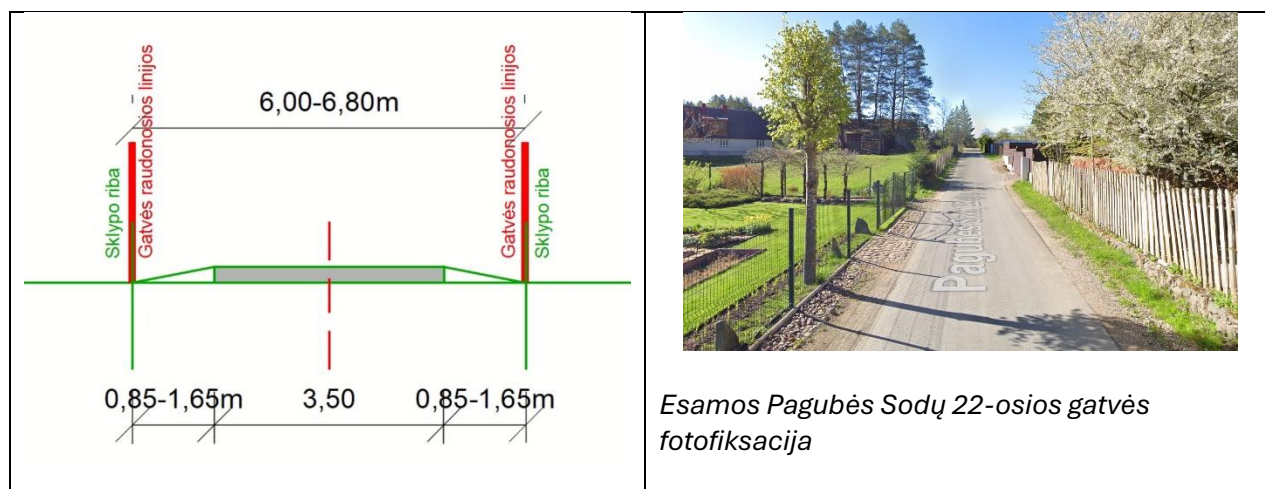 Sklypo riba
Gatvės raudonosios linijos
6,00-6,80m
Gatvės raudonosios linijos
Sklypo riba
0,85-1,65m
3,50
0,85-1,65m
Esamos Pagubės Sodų 22-osios gatvės
fotofiksacija